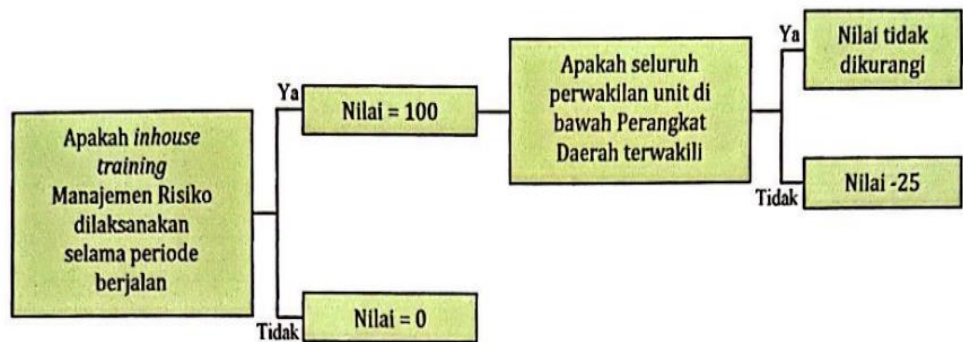 Apakah inhouse
training
Manajemen Risiko
dilaksanakan
selama periode
berjalan
Ya
Nilai = 100
Tidak
Nilai = 0
Apakah seluruh
perwakilan unit di
bawah Perangkat
Daerah terwakili
Ya
Nilai tidak
dikurangi
Tidak
Nilai -25